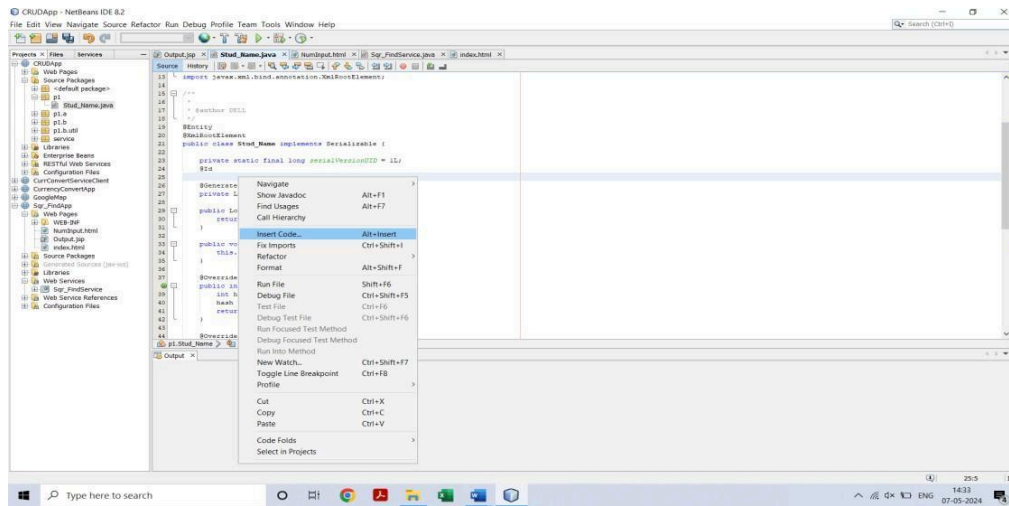 CRUDApp - NetBeans IDE 8.2
File Edit View Navigate Source Refactor Run Debug Profile Team Tools Window Help
Search (Ctrl+I)
Projects × Files Services
Output.jsp × Stud_Name.java × NumInput.html × Sqr_FindService.java × index.html ×
Source History
CRUDApp
Web Pages
Source Packages
<default package>
p1
Stud_Name.java
p1.a
p1.b
p1.b.util
service
Libraries
Enterprise Beans
RESTful Web Services
Configuration Files
CurrConvertServiceClient
CurrencyConvertApp
GoogleMap
Sqr_FindApp
Web Pages
WEB-INF
NumInput.html
Output.jsp
index.html
Source Packages
Generated Sources (jax-ws)
Libraries
Web Services
Sqr_FindService
Web Service References
Configuration Files
13 import javax.xml.bind.annotation.XmlRootElement;
14
15 /**
16 *
17 * @author DELL
18 */
19 @Entity
20 @XmlRootElement
21 public class Stud_Name implements Serializable {
22
23 private static final long serialVersionUID = 1L;
24 @Id
25
26 @Generate
27 private L
28
29 public Lo
30 retur
31 }
32
33 public vo
34 this.
35 }
36
37 @Override
public in
39 int h
40 hash
41 retur
42 }
43
44 @Override
Navigate
Show Javadoc Alt+F1
Find Usages Alt+F7
Call Hierarchy
Insert Code... Alt+Insert
Fix Imports Ctrl+Shift+I
Refactor
Format Alt+Shift+F
Run File Shift+F6
Debug File Ctrl+Shift+F5
Test File Ctrl+F6
Debug Test File Ctrl+Shift+F6
Run Focused Test Method
Debug Focused Test Method
Run Into Method
New Watch... Ctrl+Shift+F7
Toggle Line Breakpoint Ctrl+F8
Profile
Cut Ctrl+X
Copy Ctrl+C
Paste Ctrl+V
Code Folds
Select in Projects
p1.Stud_Name
Output ×
25:5
Type here to search
ENG
14:33
07-05-2024